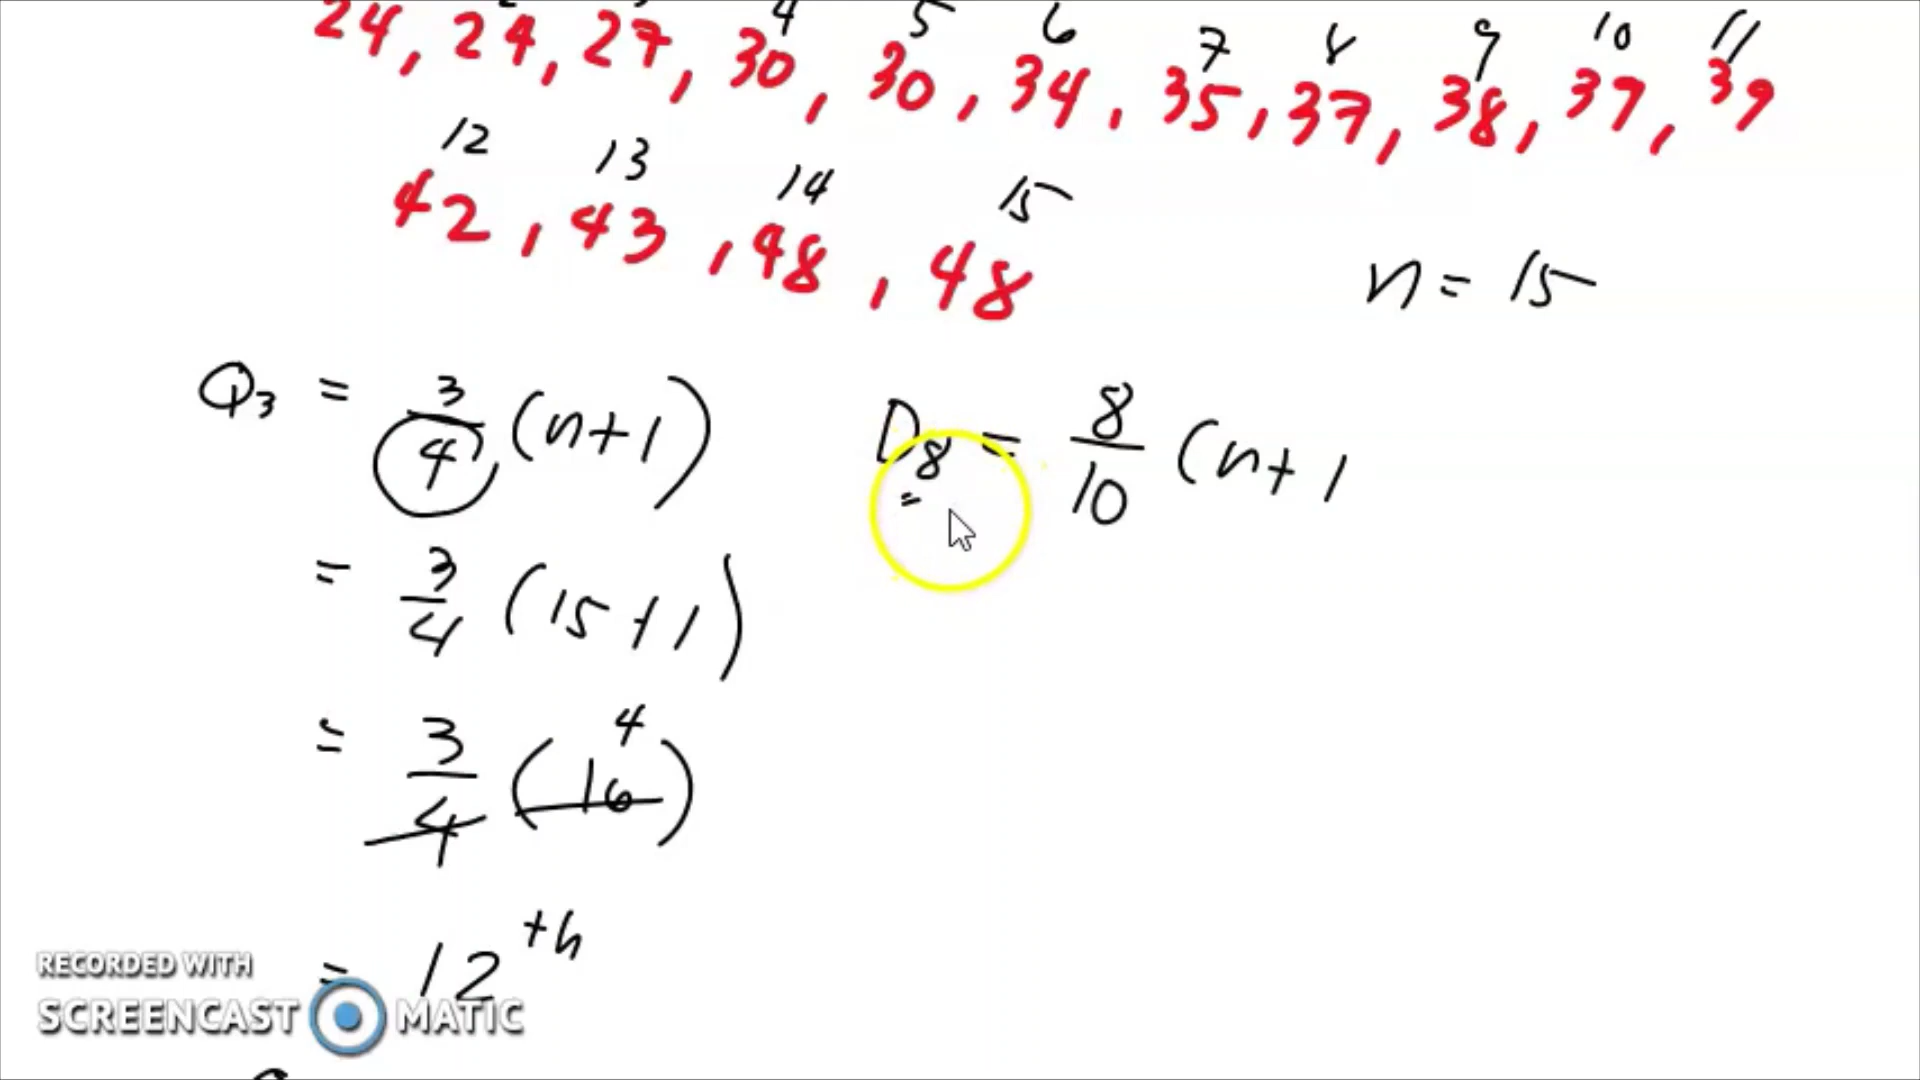 4 5 6 7 8 9 10 11
24, 24, 27, 30, 30, 34, 35, 37, 38, 37, 39
12 13 14 15
42, 43, 48, 48
n = 15
Q3 = 3/4 (n+1)
= 3/4 (15+1)
4
= 3/4 (16)
= 12th
D8 = 8/10 (n+1
=
RECORDED WITH
SCREENCAST MATIC